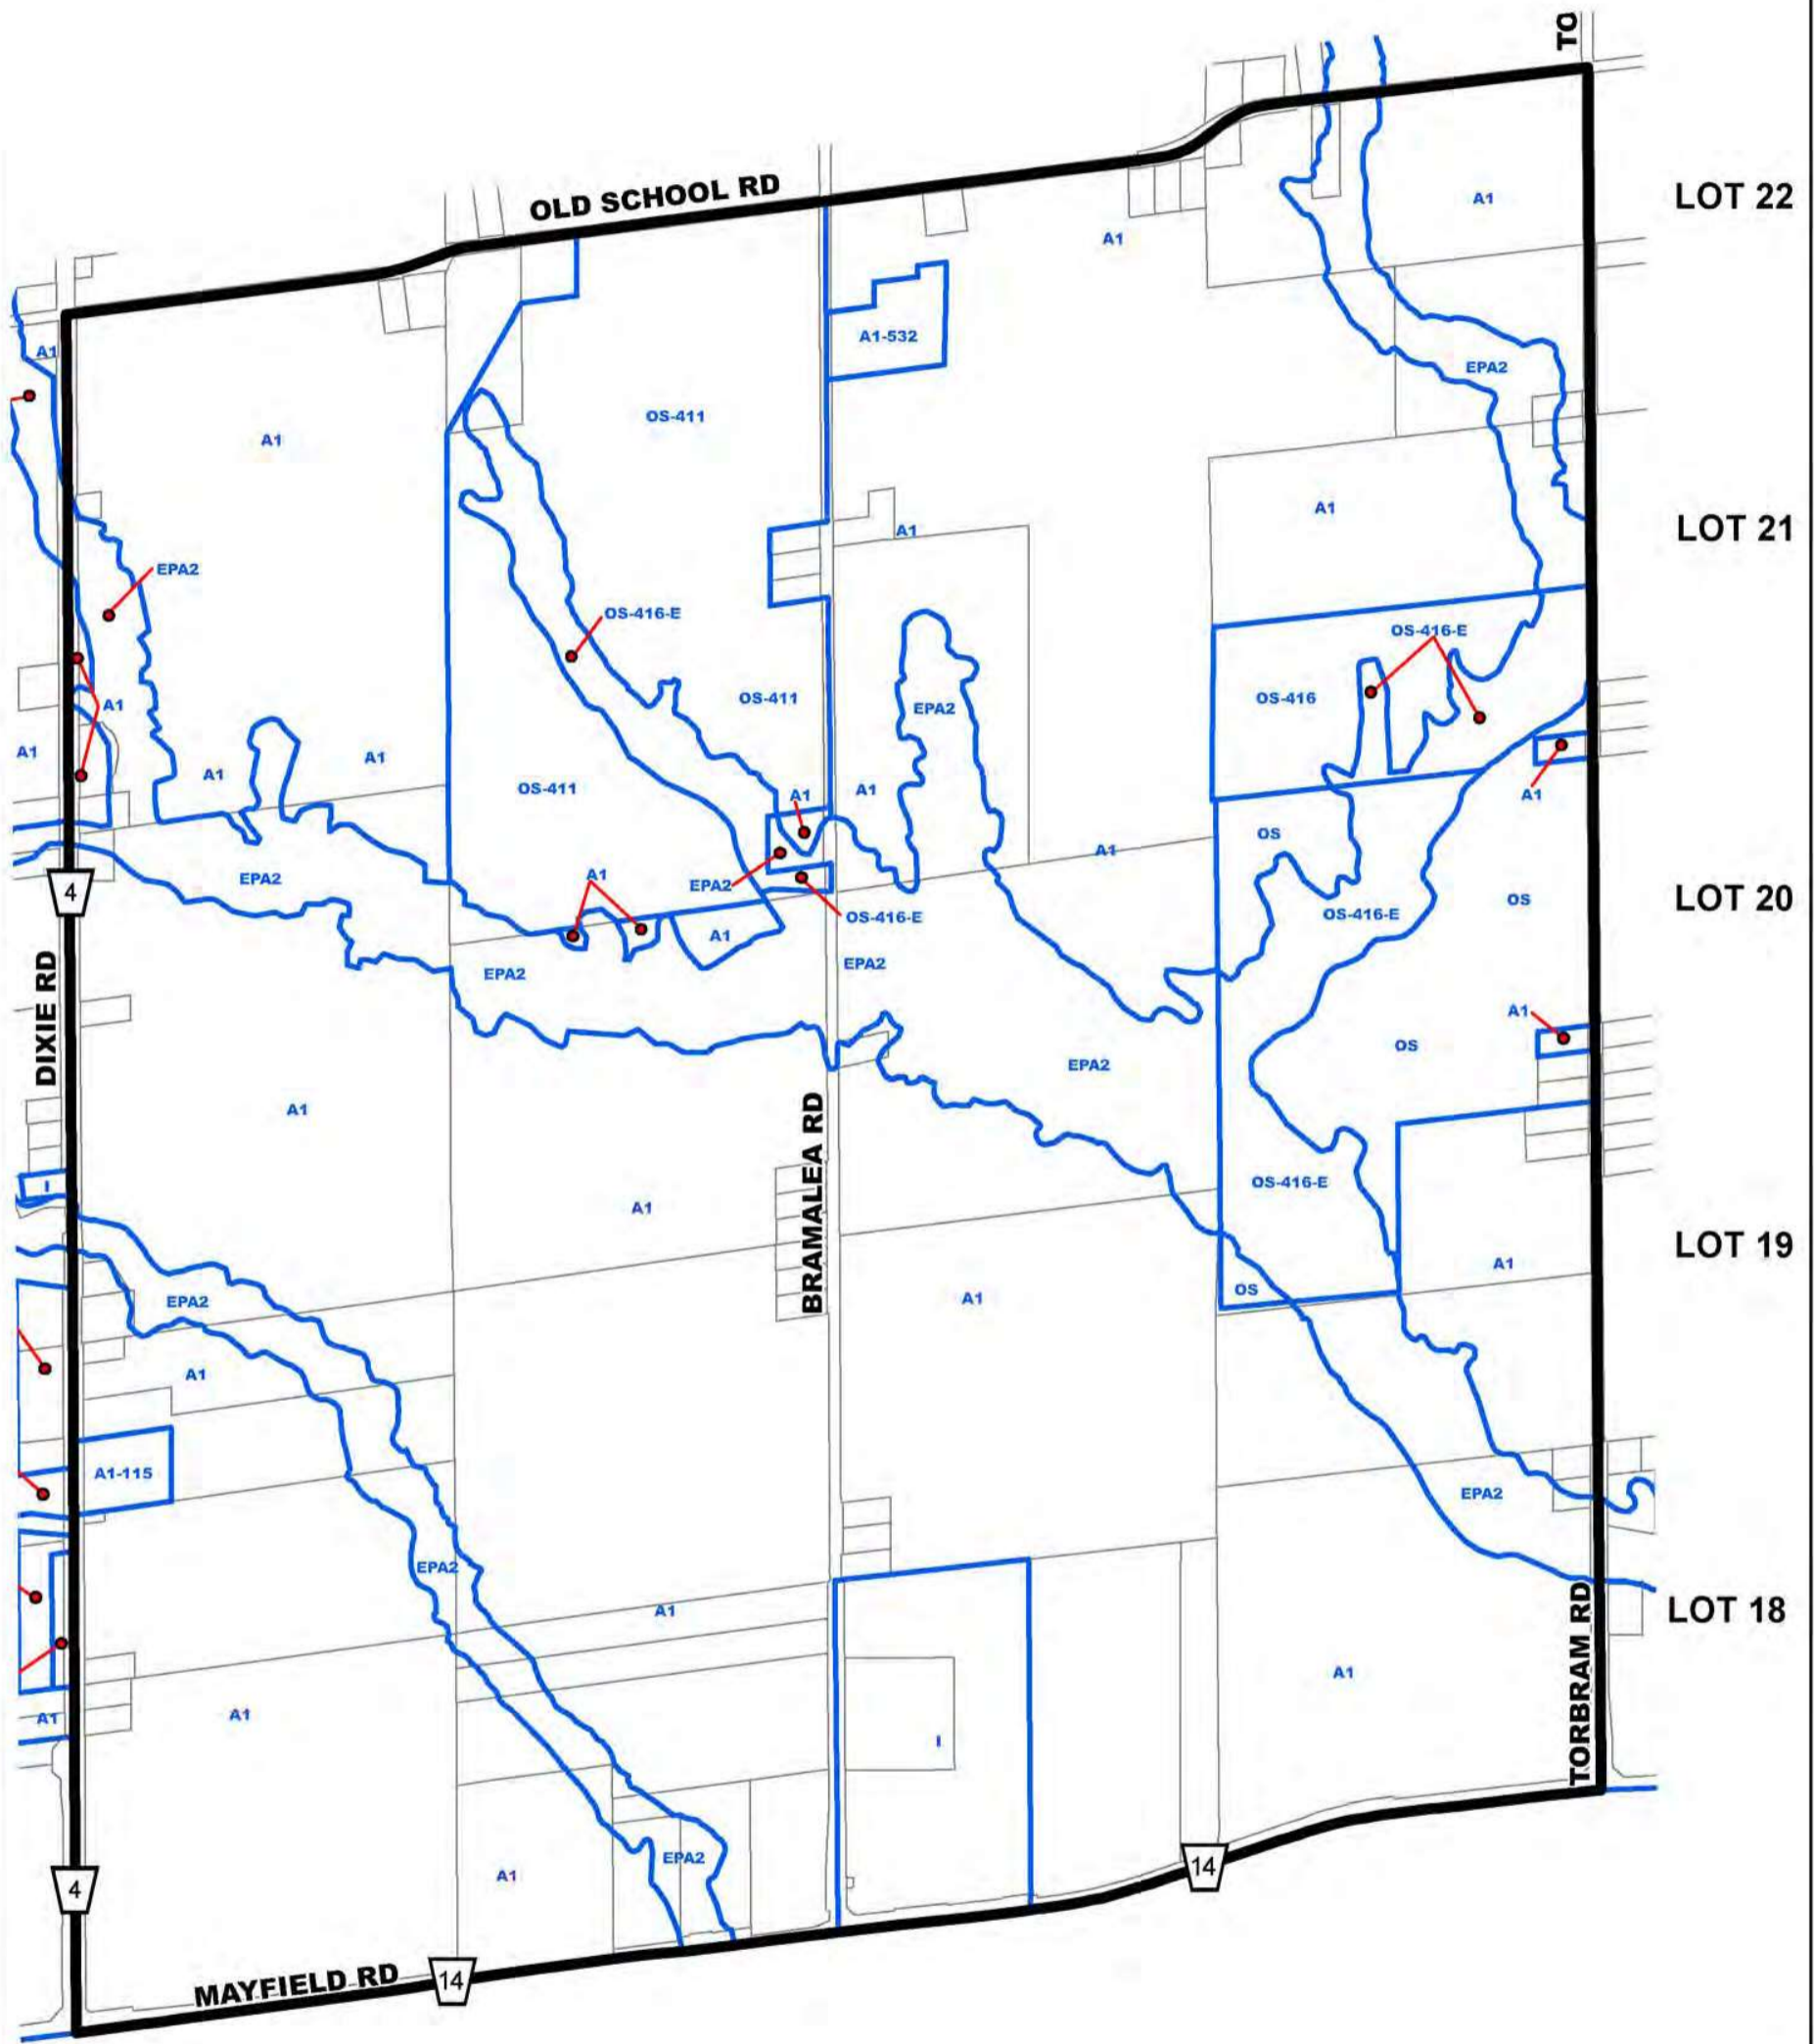 TO
OLD SCHOOL RD
LOT 22
A1
A1
A1-532
A1
EPA2
OS-411
A1
A1
LOT 21
A1
EPA2
OS-416-E
OS-416-E
OS-411
OS-416
EPA2
A1
A1
A1
A1
OS-411
A1
A1
A1
OS
A1
EPA2
A1
EPA2
OS-416-E
OS-416-E
OS
LOT 20
4
A1
EPA2
EPA2
DIXIE RD
A1
OS
EPA2
A1
BRAMALEA RD
I
OS-416-E
A1
LOT 19
A1
OS
EPA2
A1
A1
A1-115
EPA2
EPA2
A1
LOT 18
TORBRAM RD
A1
A1
A1
I
EPA2
A1
14
4
MAYFIELD RD
14